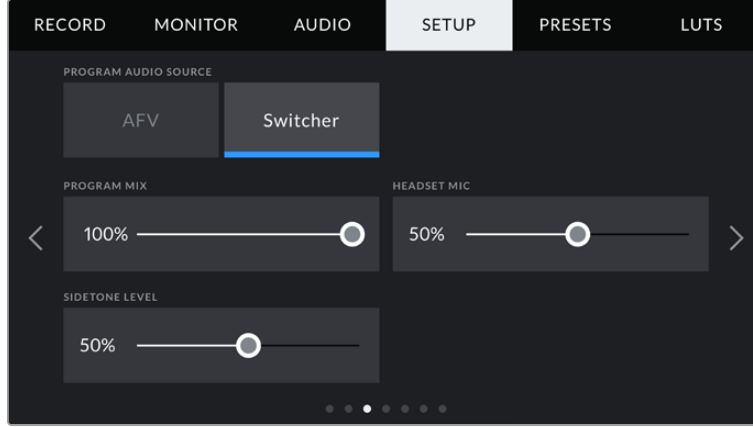 RECORD MONITOR AUDIO SETUP PRESETS LUTS
PROGRAM AUDIO SOURCE
AFV Switcher
PROGRAM MIX HEADSET MIC
100% 50%
SIDETONE LEVEL
50%